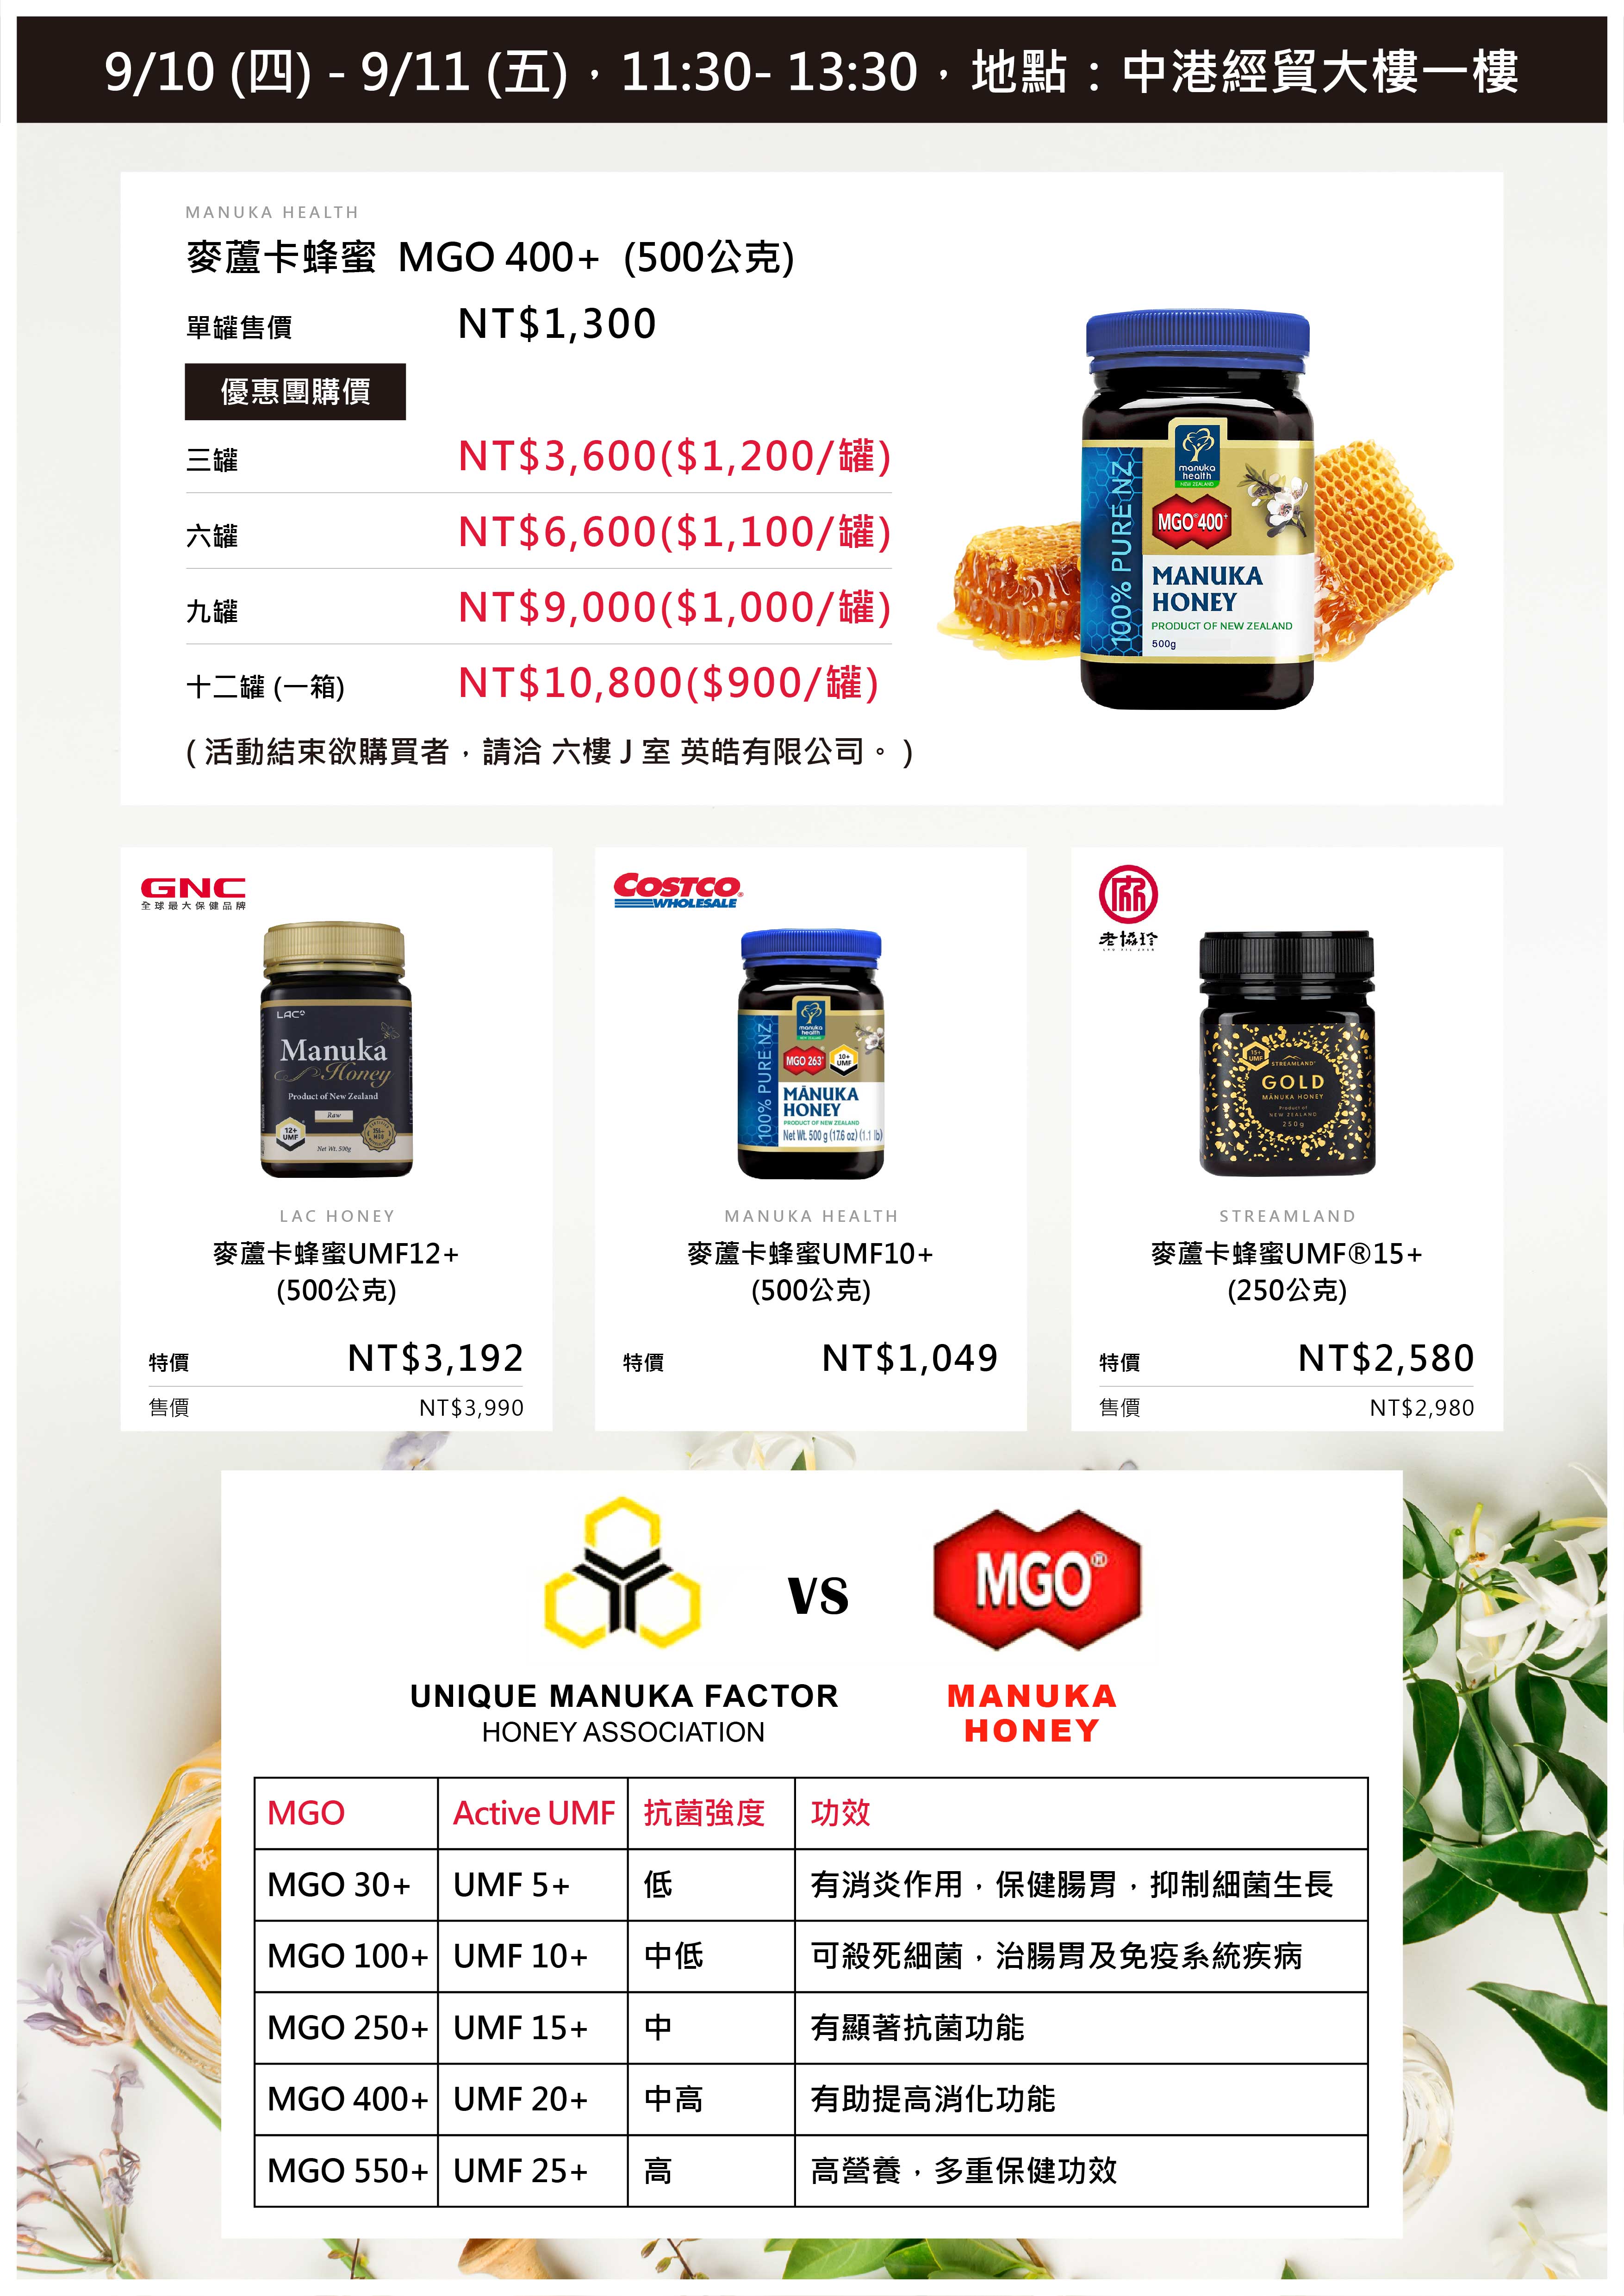 9/10 (四) - 9/11 (五)，11:30- 13:30，地點：中港經貿大樓一樓
MANUKA HEALTH
麥蘆卡蜂蜜 MGO 400+ (500公克)
單罐售價 NT$1,300
優惠團購價
三罐 NT$3,600($1,200/罐)
六罐 NT$6,600($1,100/罐)
九罐 NT$9,000($1,000/罐)
十二罐 (一箱) NT$10,800($900/罐)
( 活動結束欲購買者，請洽 六樓 J 室 英皓有限公司。)
100% PURE NZ
manuka
health
NEW ZEALAND
MGO 400+
MANUKA
HONEY
PRODUCT OF NEW ZEALAND
500g
GNC
全球最大保健品牌
LAC
Manuka
Honey
Product of New Zealand
Raw
12+
UMF
Net Wt. 500g
LAC HONEY
麥蘆卡蜂蜜UMF12+
(500公克)
特價 NT$3,192
售價 NT$3,990
COSTCO
WHOLESALE
100% PURE NZ
manuka
health
MGO 263+
10+
UMF
MĀNUKA
HONEY
PRODUCT OF NEW ZEALAND
Net Wt. 500 g (17.6 oz) (1.1 lb)
MANUKA HEALTH
麥蘆卡蜂蜜UMF10+
(500公克)
特價 NT$1,049
老協珍
15+
UMF
STREAMLAND
GOLD
MĀNUKA HONEY
Product of
NEW ZEALAND
250g
STREAMLAND
麥蘆卡蜂蜜UMF®15+
(250公克)
特價 NT$2,580
售價 NT$2,980
VS
MGO®
UNIQUE MANUKA FACTOR
HONEY ASSOCIATION
MANUKA
HONEY
MGO Active UMF 抗菌強度 功效
MGO 30+ UMF 5+ 低 有消炎作用，保健腸胃，抑制細菌生長
MGO 100+ UMF 10+ 中低 可殺死細菌，治腸胃及免疫系統疾病
MGO 250+ UMF 15+ 中 有顯著抗菌功能
MGO 400+ UMF 20+ 中高 有助提高消化功能
MGO 550+ UMF 25+ 高 高營養，多重保健功效